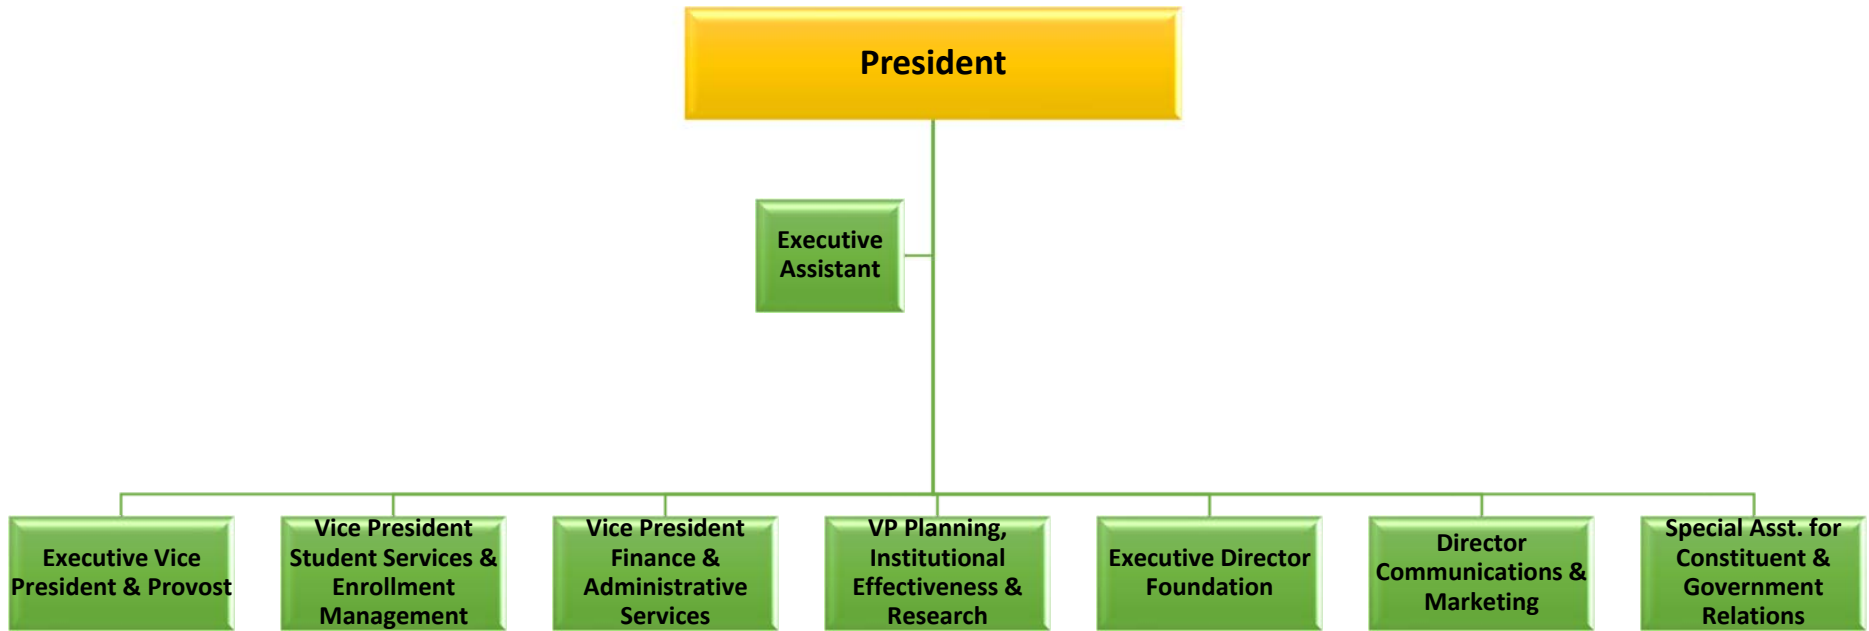 President
Executive
Assistant
Executive Vice
President & Provost
Vice President
Student Services &
Enrollment
Management
Vice President
Finance &
Administrative
Services
VP Planning,
Institutional
Effectiveness &
Research
Executive Director
Foundation
Director
Communications &
Marketing
Special Asst. for
Constituent &
Government
Relations